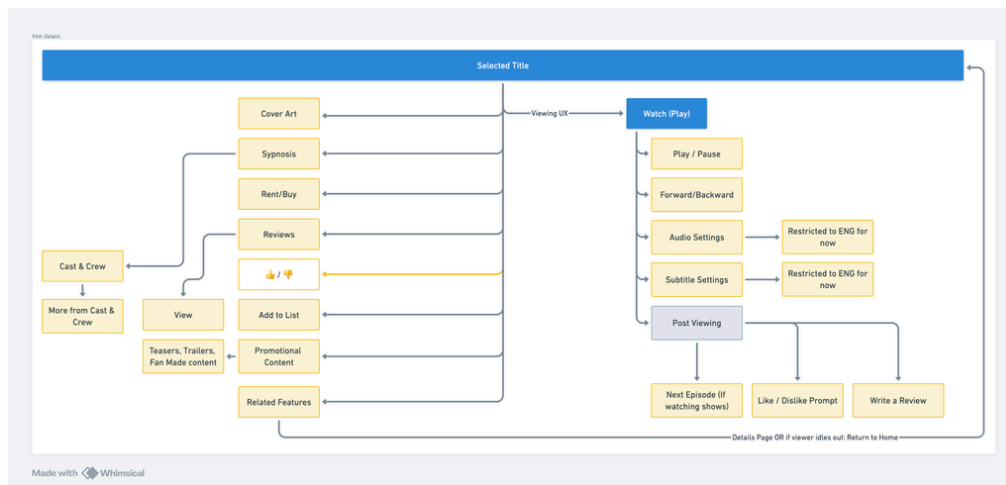 Film Details
Selected Title
Cover Art
Viewing UX
Watch (Play)
Sypnosis
Play / Pause
Rent/Buy
Forward/Backward
Reviews
Audio Settings
Restricted to ENG for
now
Cast & Crew
👍 / 👎
Subtitle Settings
Restricted to ENG for
now
More from Cast &
Crew
View
Add to List
Post Viewing
Teasers, Trailers,
Fan Made content
Promotional
Content
Related Features
Next Episode (If
watching shows)
Like / Dislike Prompt
Write a Review
Details Page OR if viewer idles out: Return to Home
Made with Whimsical